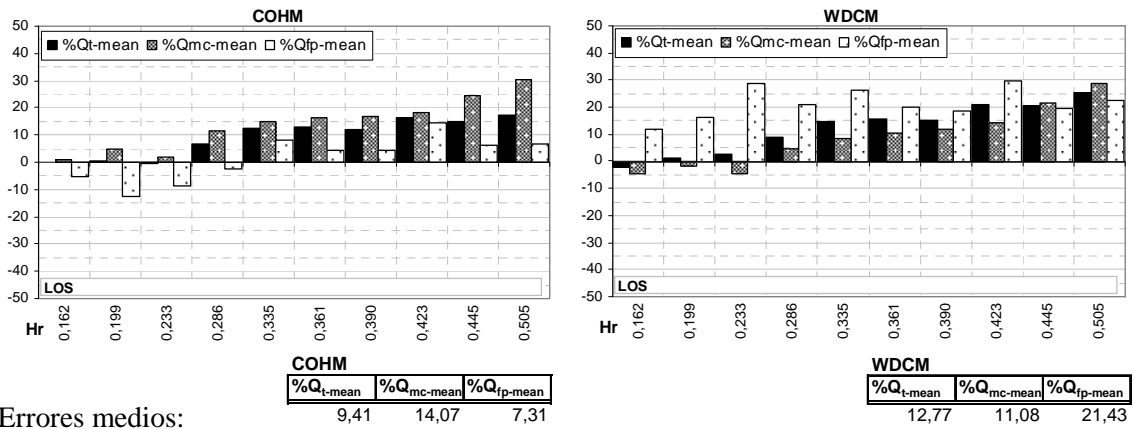 COHM
50
40
30
20
10
0
-10
-20
-30
-40
-50
%Qt-mean %Qmc-mean %Qfp-mean
LOS
Hr
0,162 0,199 0,233 0,286 0,335 0,361 0,390 0,423 0,445 0,505
WDCM
50
40
30
20
10
0
-10
-20
-30
-40
-50
%Qt-mean %Qmc-mean %Qfp-mean
LOS
Hr
0,162 0,199 0,233 0,286 0,335 0,361 0,390 0,423 0,445 0,505
Errores medios:
COHM
%Qt-mean %Qmc-mean %Qfp-mean
9,41 14,07 7,31
WDCM
%Qt-mean %Qmc-mean %Qfp-mean
12,77 11,08 21,43